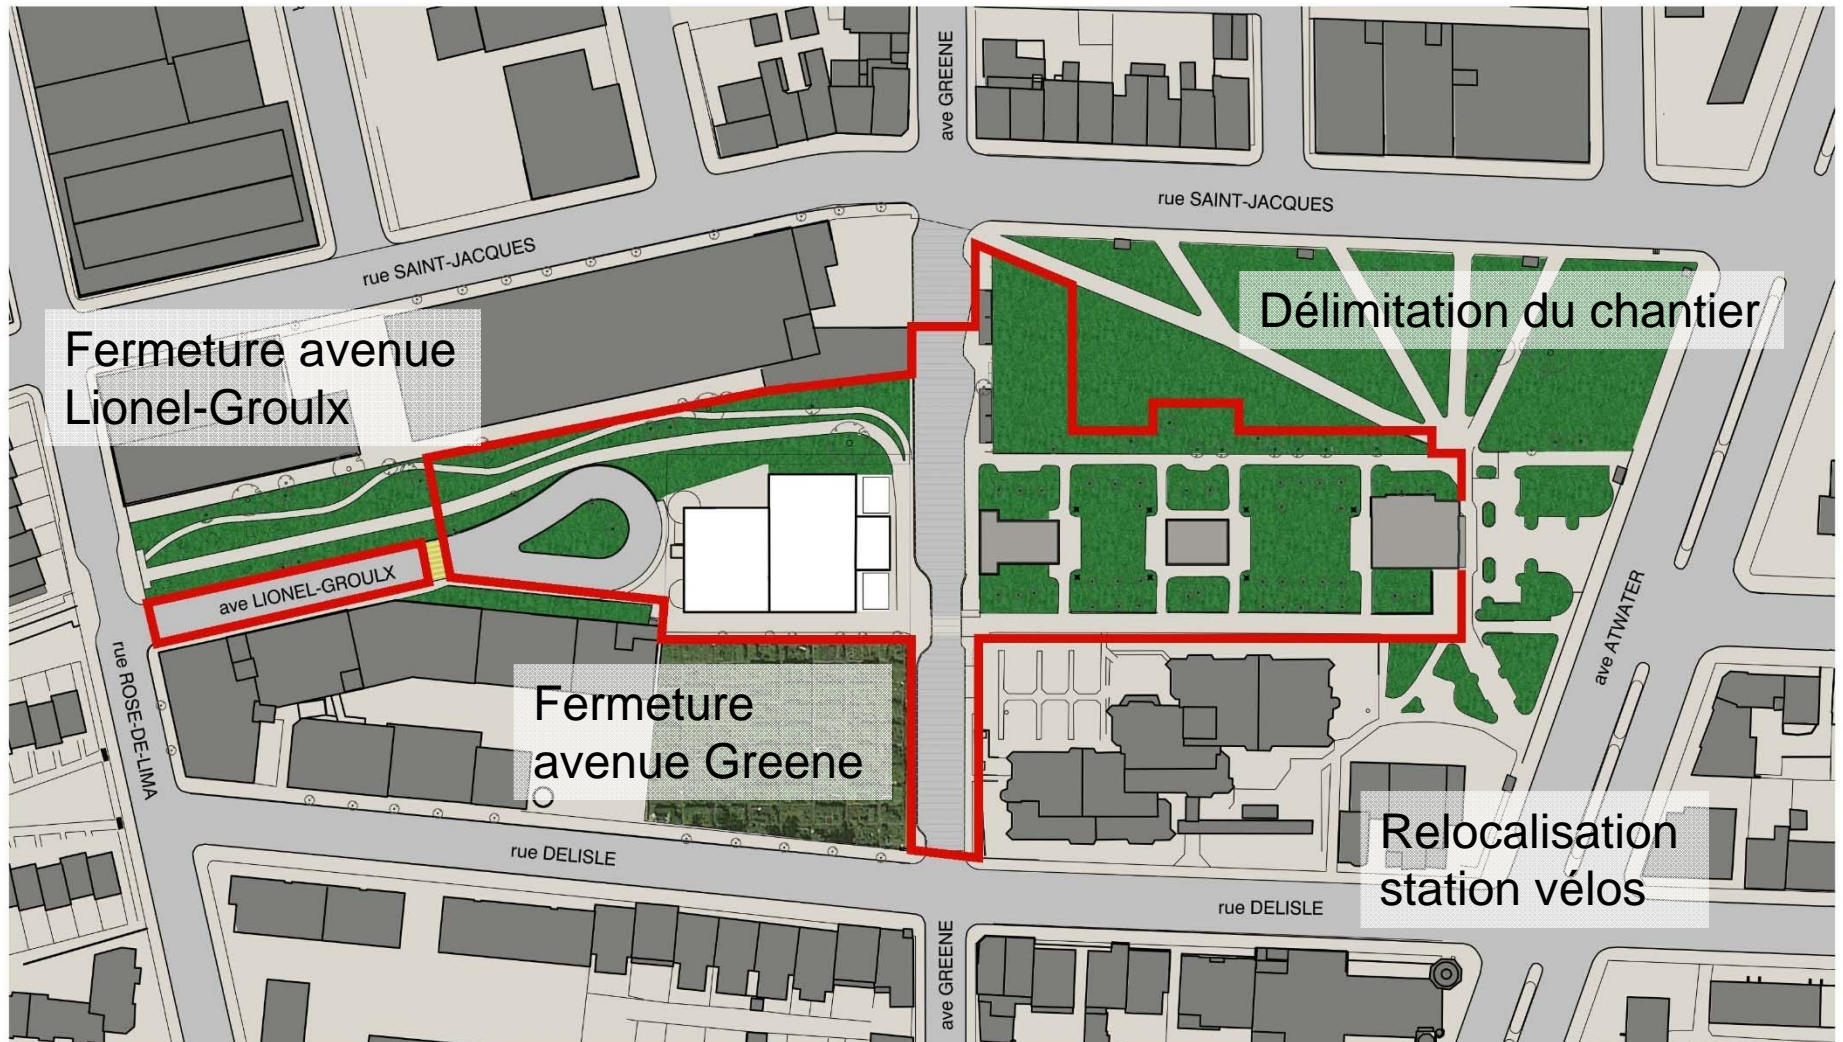 ave GREENE
rue SAINT-JACQUES
rue SAINT-JACQUES
Délimitation du chantier
Fermeture avenue
Lionel-Groulx
ave LIONEL-GROULX
ave ATWATER
rue ROSE-DE-LIMA
Fermeture
avenue Greene
Relocalisation
station vélos
rue DELISLE
rue DELISLE
ave GREENE